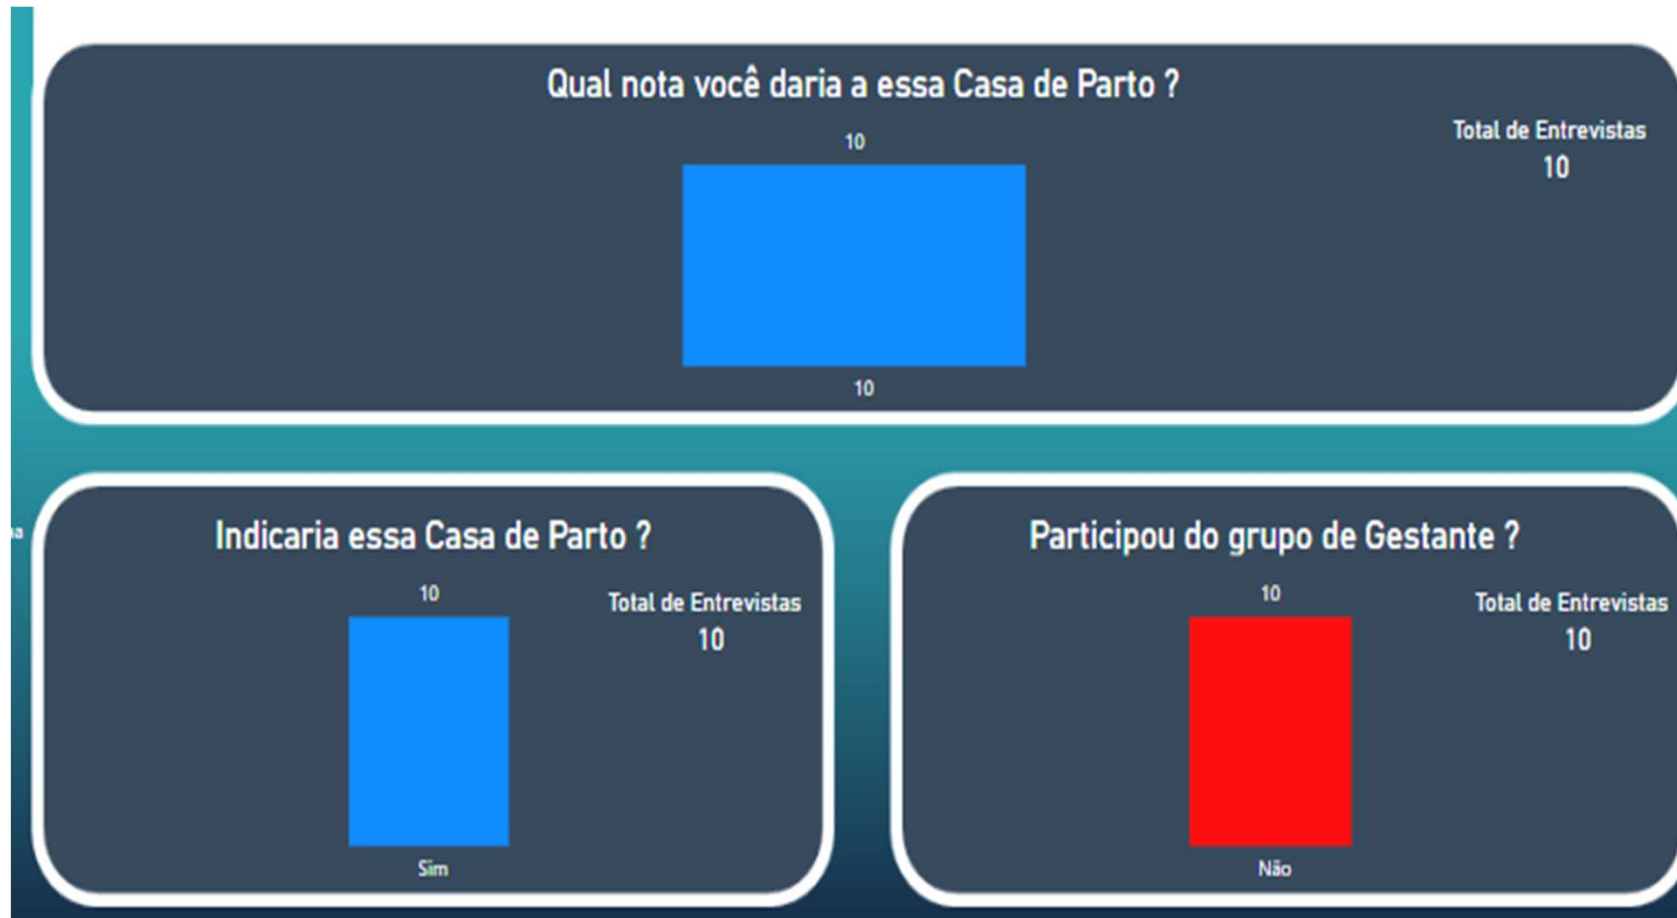 Qual nota você daria a essa Casa de Parto ?
10
Total de Entrevistas
10
10
Indicaria essa Casa de Parto ?
10
Total de Entrevistas
10
Sim
Participou do grupo de Gestante ?
10
Total de Entrevistas
10
Não